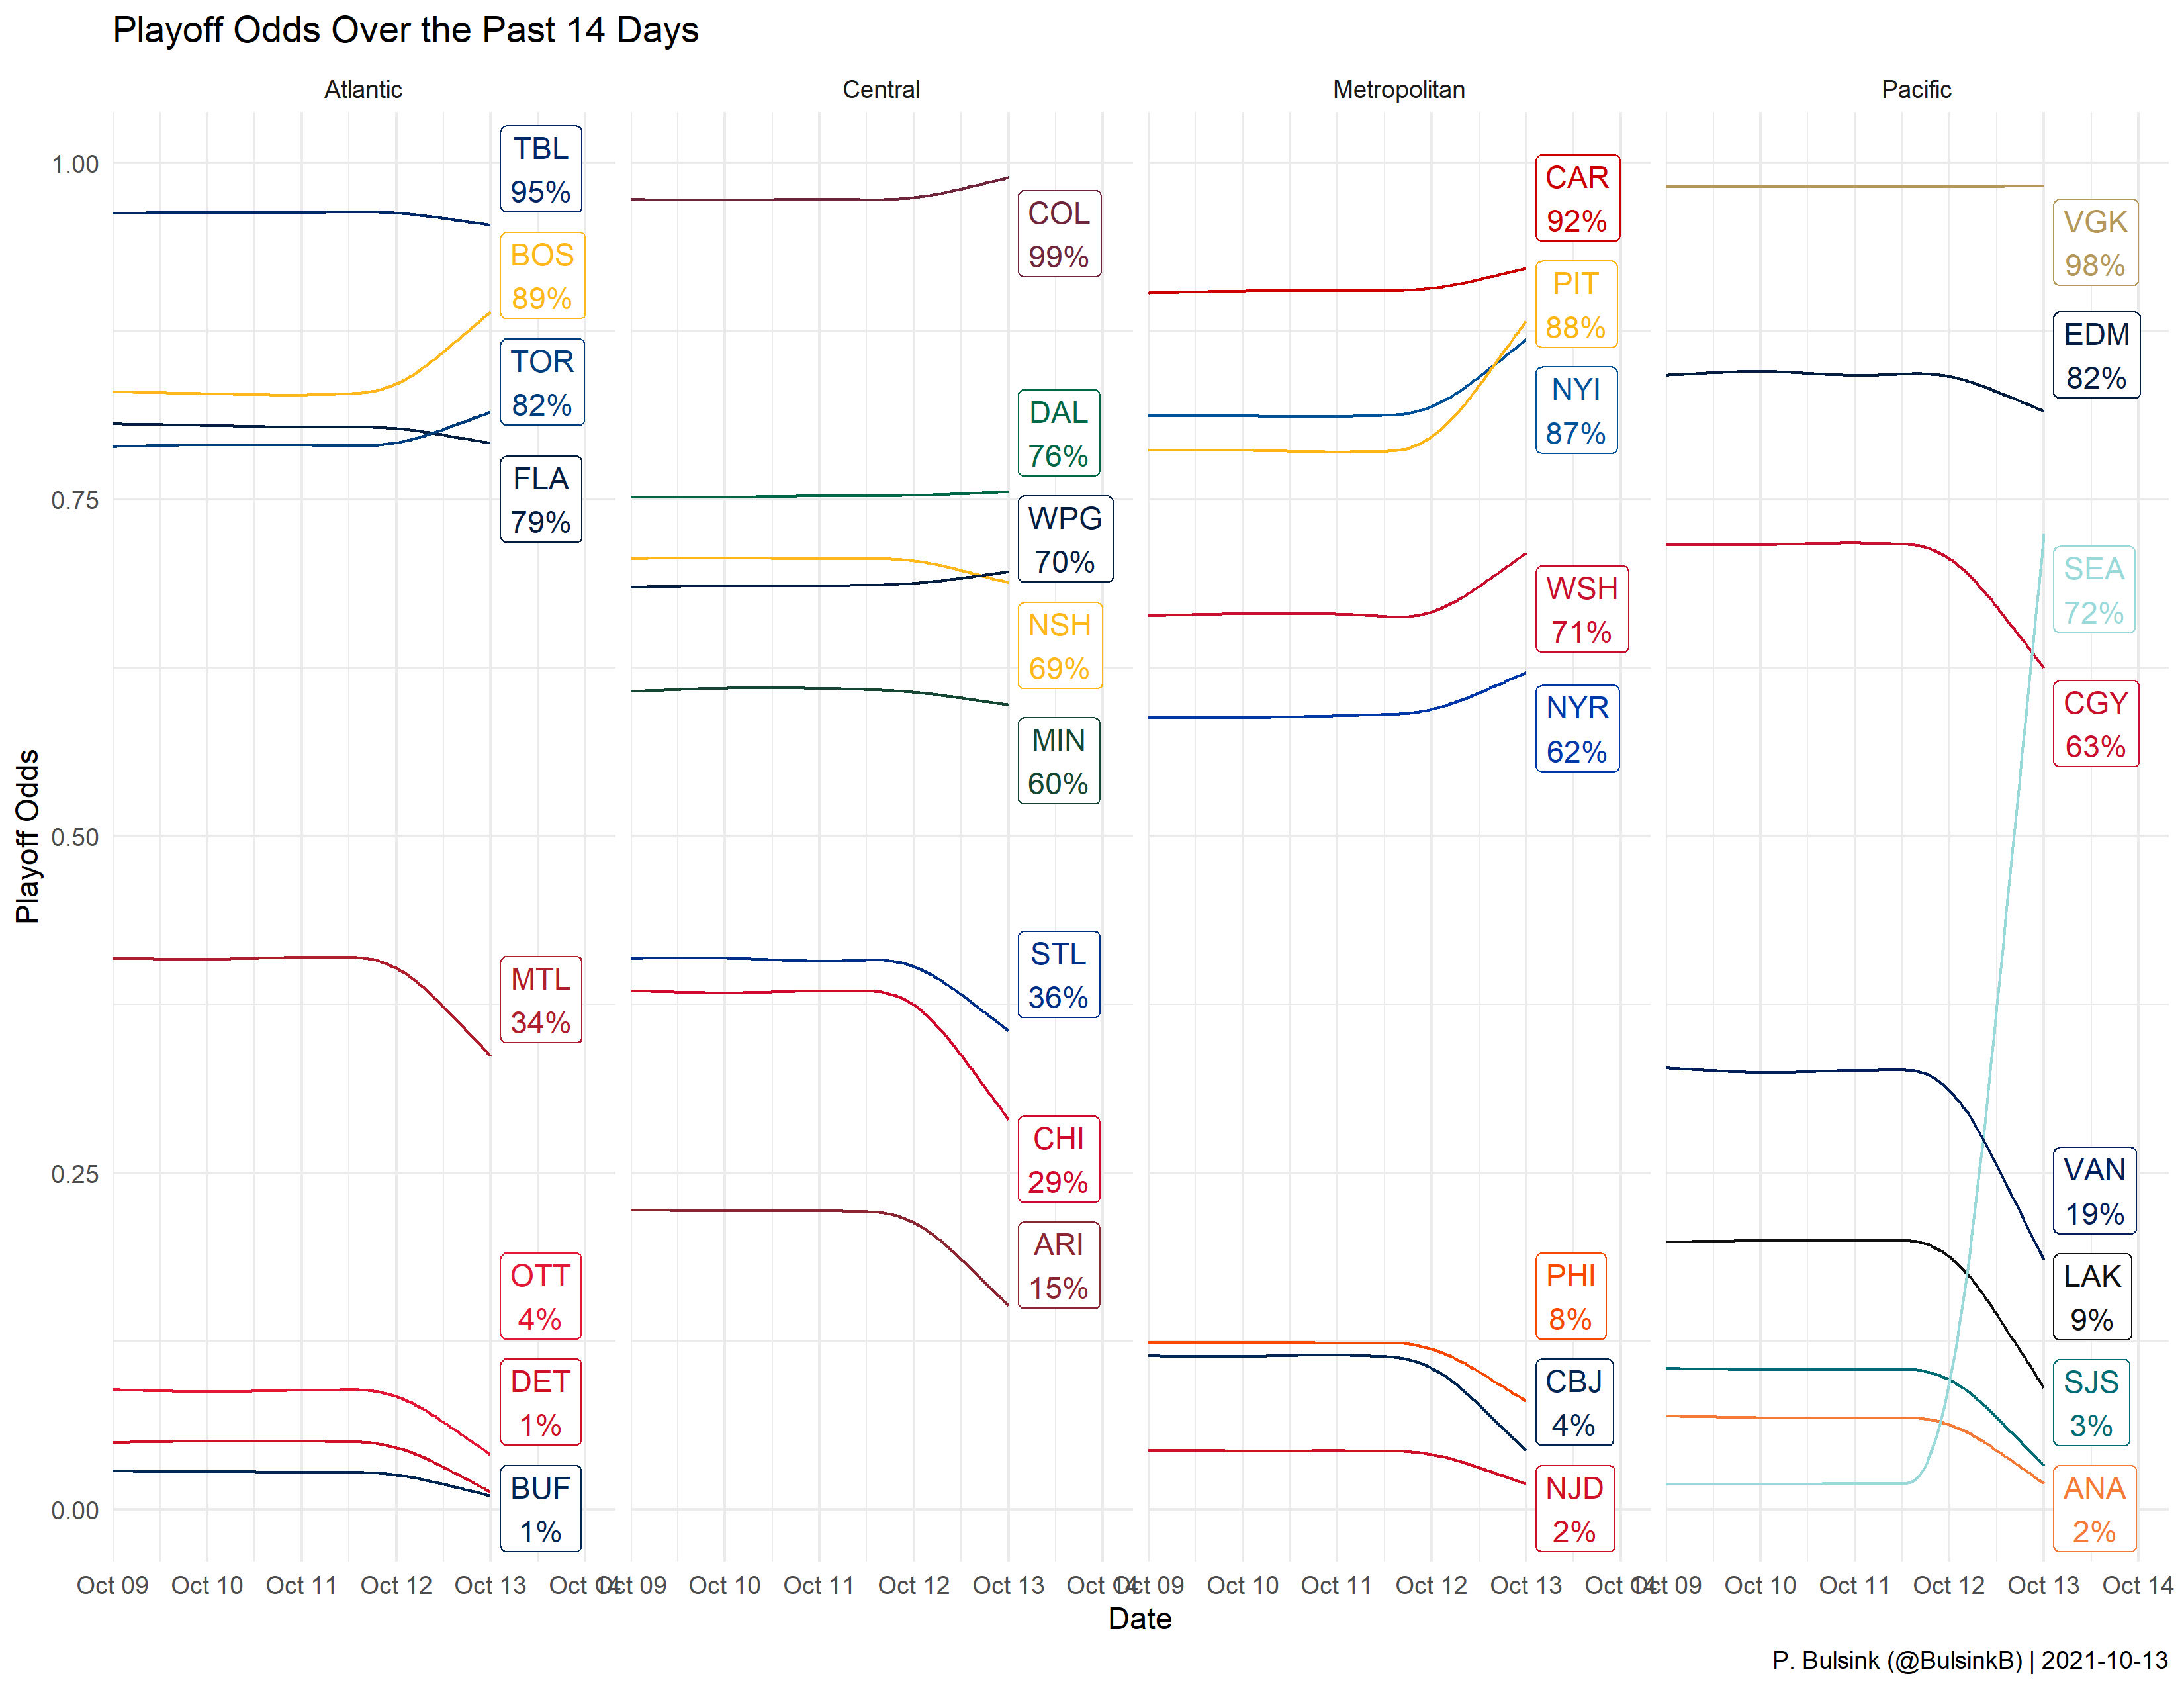 Playoff Odds Over the Past 14 Days
Atlantic
Central
Metropolitan
Pacific
Playoff Odds
1.00
0.75
0.50
0.25
0.00
TBL
95%
BOS
89%
TOR
82%
FLA
79%
MTL
34%
OTT
4%
DET
1%
BUF
1%
COL
99%
DAL
76%
WPG
70%
NSH
69%
MIN
60%
STL
36%
CHI
29%
ARI
15%
CAR
92%
PIT
88%
NYI
87%
WSH
71%
NYR
62%
PHI
8%
CBJ
4%
NJD
2%
VGK
98%
EDM
82%
SEA
72%
CGY
63%
VAN
19%
LAK
9%
SJS
3%
ANA
2%
Oct 09 Oct 10 Oct 11 Oct 12 Oct 13 Oct 14
Oct 09 Oct 10 Oct 11 Oct 12 Oct 13 Oct 14
Oct 09 Oct 10 Oct 11 Oct 12 Oct 13 Oct 14
Oct 09 Oct 10 Oct 11 Oct 12 Oct 13 Oct 14
Date
P. Bulsink (@BulsinkB) | 2021-10-13